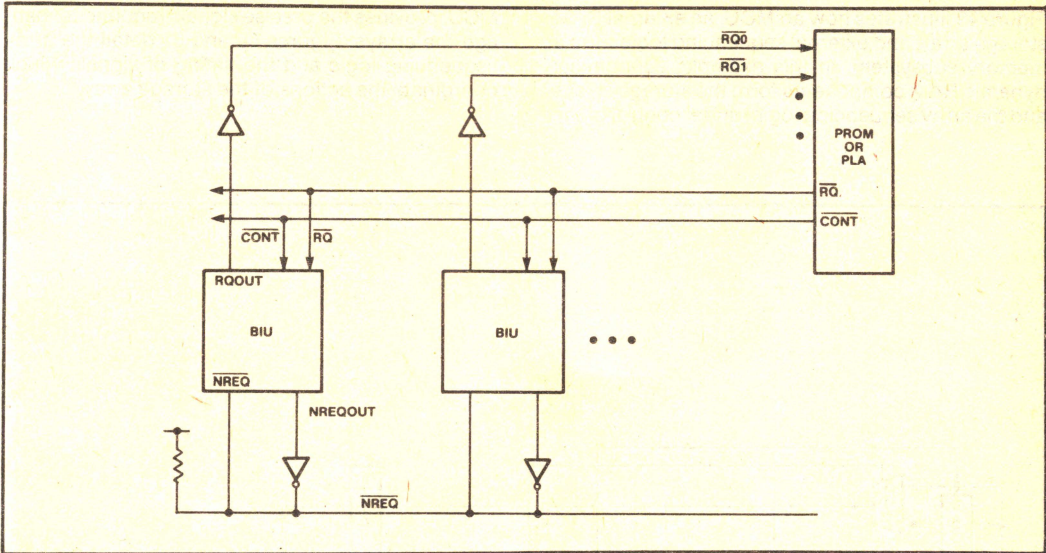 RQ0
RQ1
PROM
OR
PLA
RQ
CONT
CONT
RQ
RQOUT
BIU
BIU
NREQ
NREQOUT
NREQ